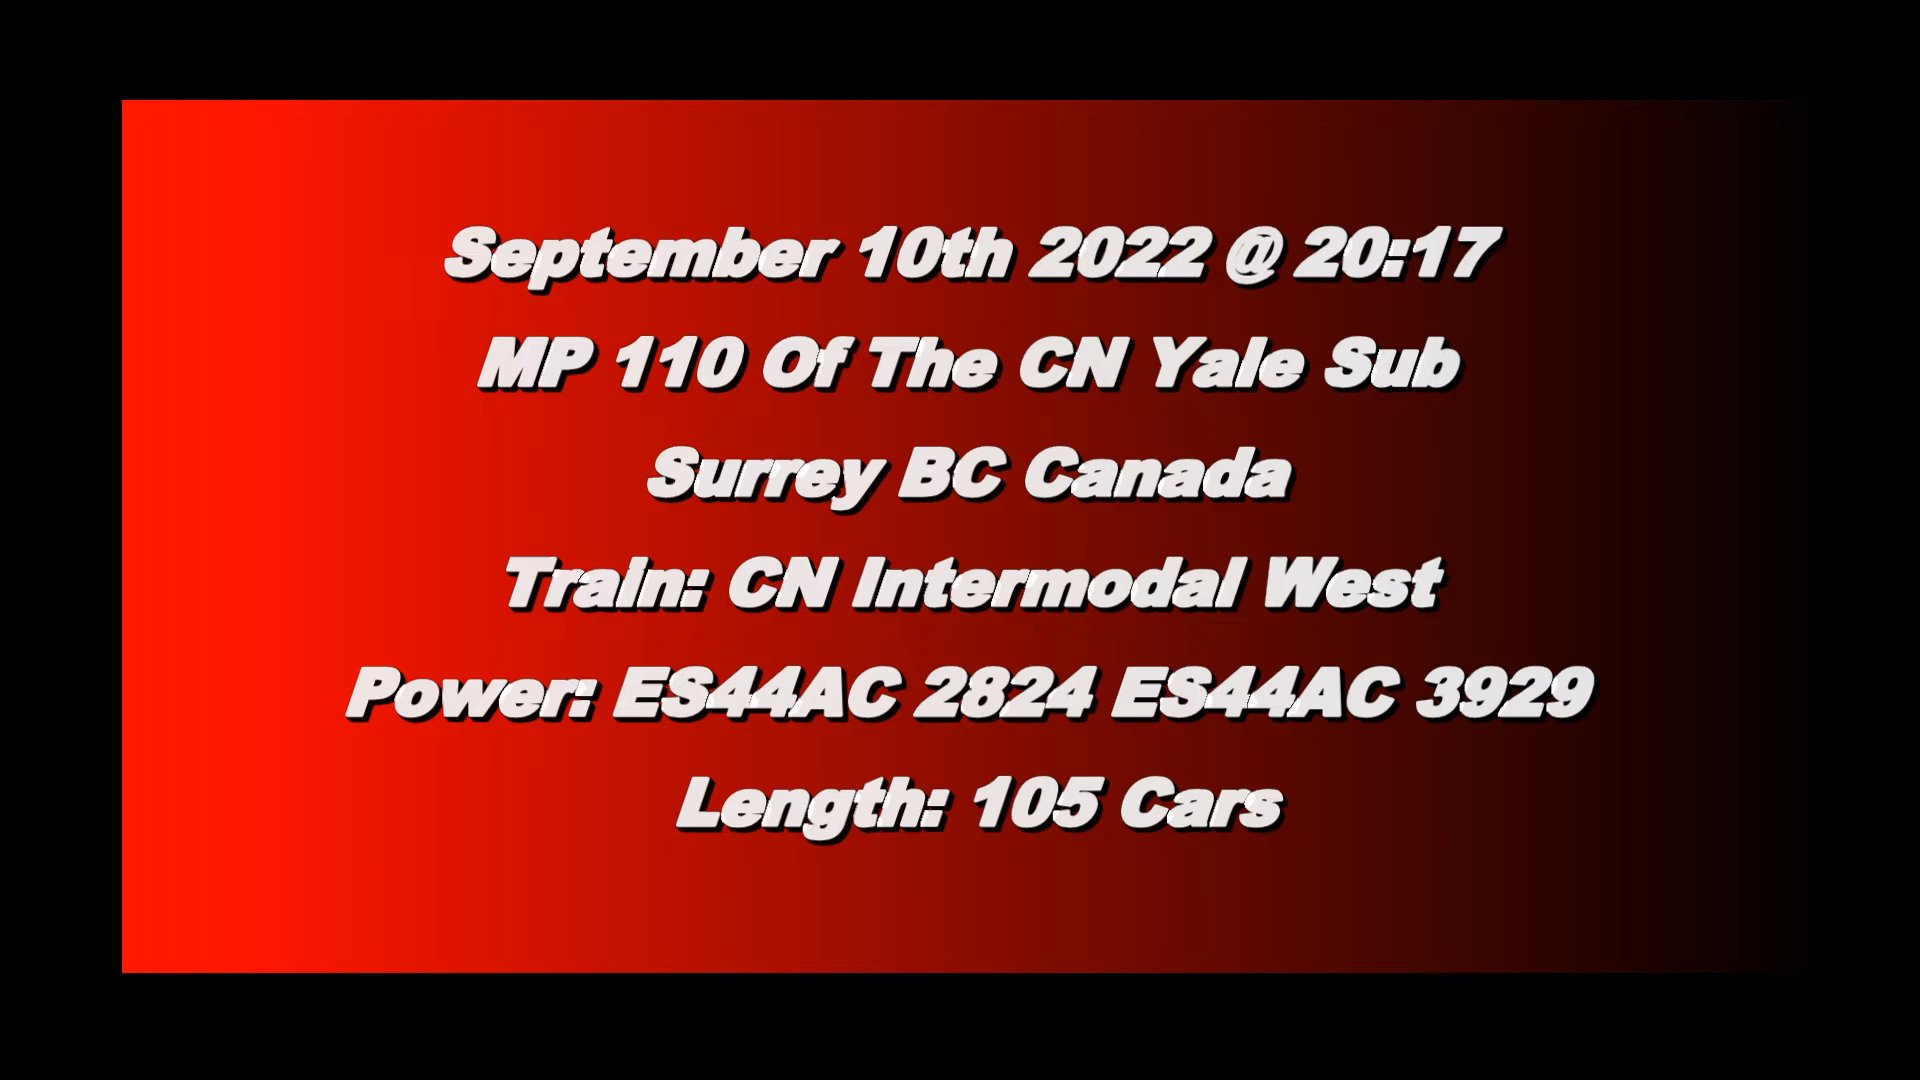 September 10th 2022 @ 20:17
MP 110 Of The CN Yale Sub
Surrey BC Canada
Train: CN Intermodal West
Power: ES44AC 2824 ES44AC 3929
Length: 105 Cars